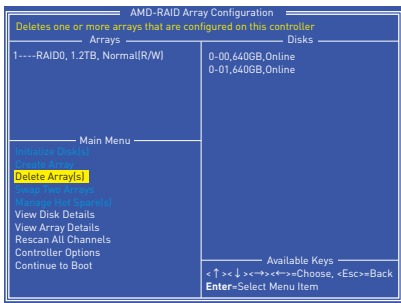 AMD-RAID Array Configuration
Deletes one or more arrays that are configured on this controller
Arrays
1----RAID0, 1.2TB, Normal(R/W)
Disks
0-00,640GB,Online
0-01,640GB,Online
Main Menu
Initialize Disk(s)
Create Array
Delete Array(s)
Swap Two Arrays
Manage Hot Spare(s)
View Disk Details
View Array Details
Rescan All Channels
Controller Options
Continue to Boot
Available Keys
<↑><↓><→><←>=Choose, <Esc>=Back
Enter=Select Menu Item